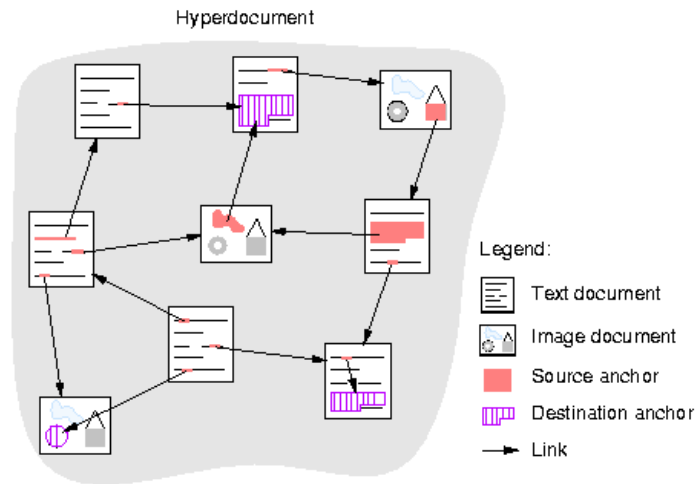 Hyperdocument
Legend:
Text document
Image document
Source anchor
Destination anchor
Link